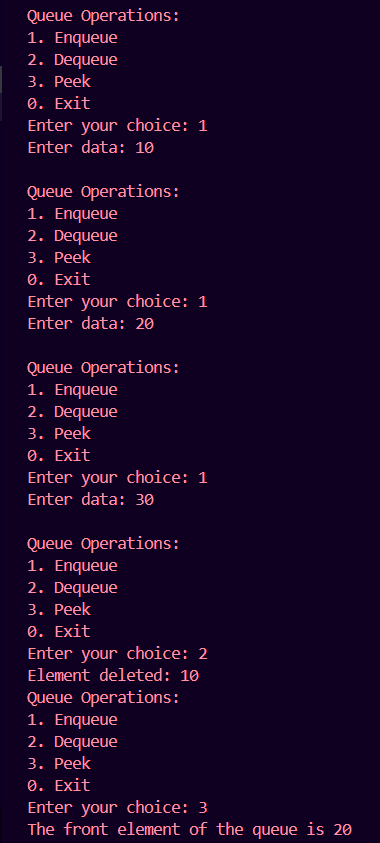 Queue Operations:
1. Enqueue
2. Dequeue
3. Peek
0. Exit
Enter your choice: 1
Enter data: 10

Queue Operations:
1. Enqueue
2. Dequeue
3. Peek
0. Exit
Enter your choice: 1
Enter data: 20

Queue Operations:
1. Enqueue
2. Dequeue
3. Peek
0. Exit
Enter your choice: 1
Enter data: 30

Queue Operations:
1. Enqueue
2. Dequeue
3. Peek
0. Exit
Enter your choice: 2
Element deleted: 10
Queue Operations:
1. Enqueue
2. Dequeue
3. Peek
0. Exit
Enter your choice: 3
The front element of the queue is 20